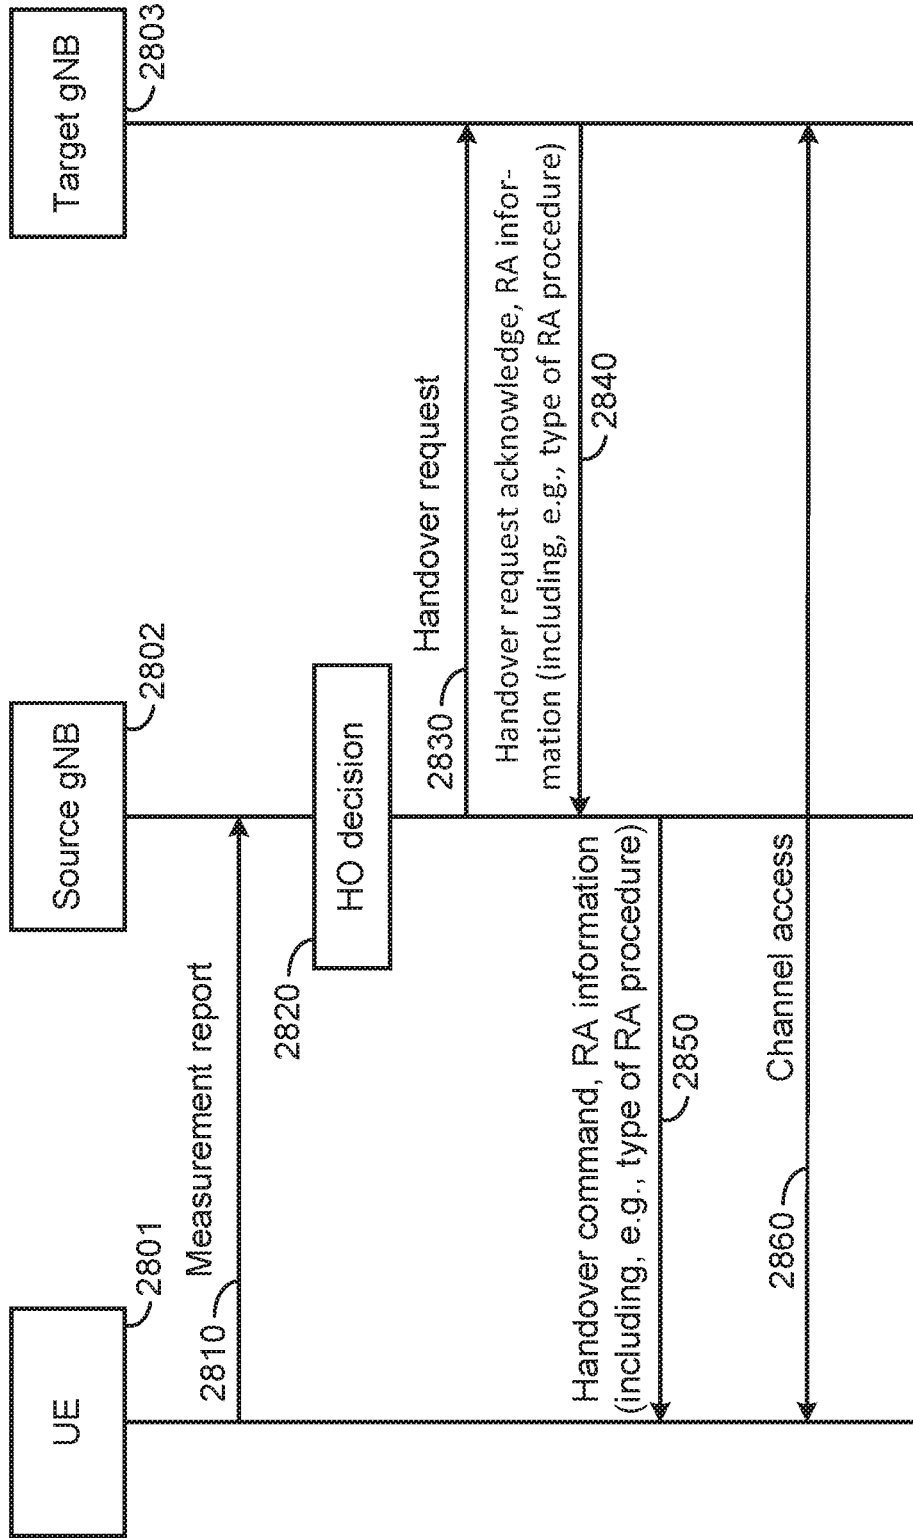 UE
2801
Source gNB
2802
Target gNB
2803
Measurement report
2810
HO decision
2820
Handover request
2830
Handover request acknowledge, RA infor-
mation (including, e.g., type of RA procedure)
2840
Handover command, RA information
(including, e.g., type of RA procedure)
2850
Channel access
2860